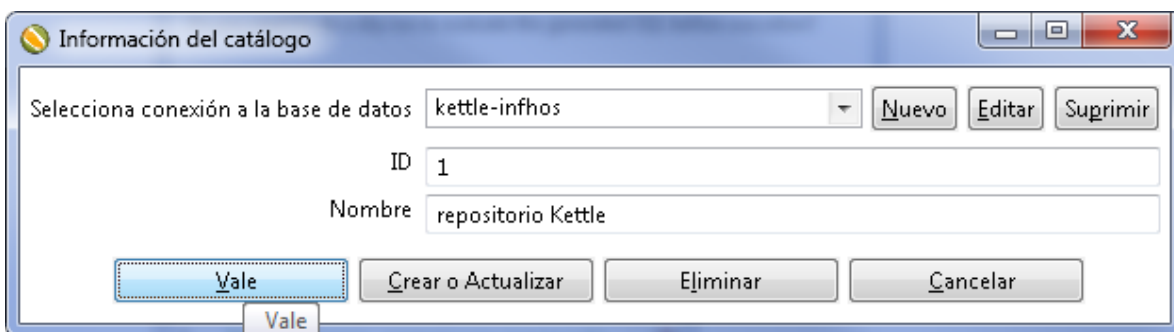 Información del catálogo
Selecciona conexión a la base de datos kettle-infhos Nuevo Editar Suprimir
ID 1
Nombre repositorio Kettle
Vale Crear o Actualizar Eliminar Cancelar
Vale